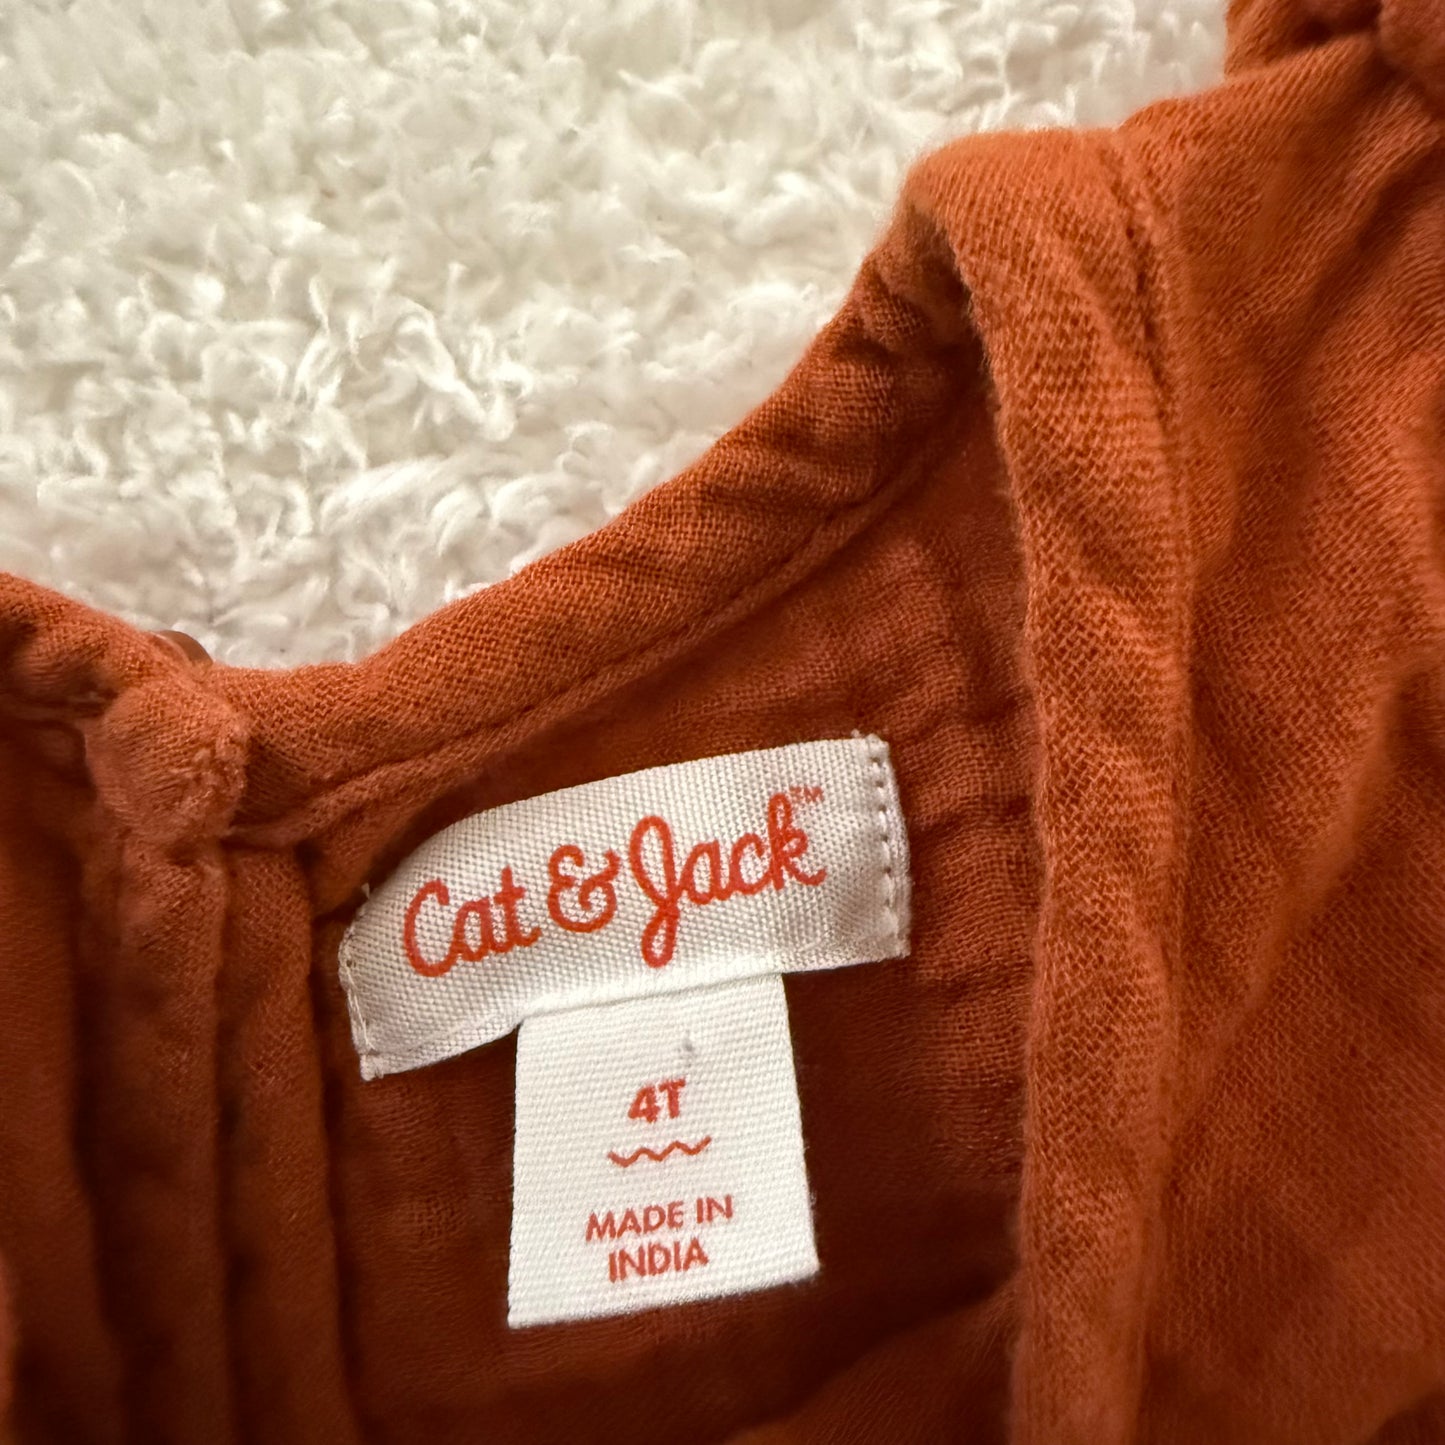 Cat & Jack™
4T
MADE IN
INDIA